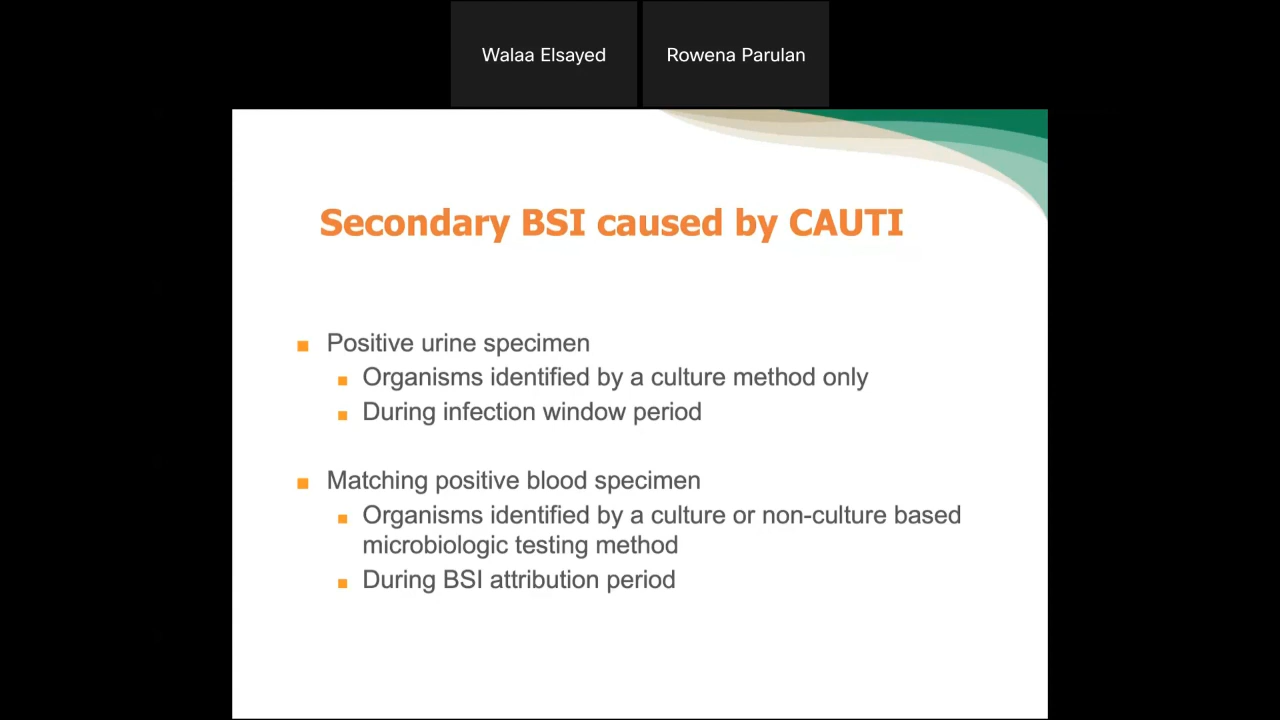 Walaa Elsayed
Rowena Parulan
Secondary BSI caused by CAUTI
Positive urine specimen
Organisms identified by a culture method only
During infection window period
Matching positive blood specimen
Organisms identified by a culture or non-culture based
microbiologic testing method
During BSI attribution period